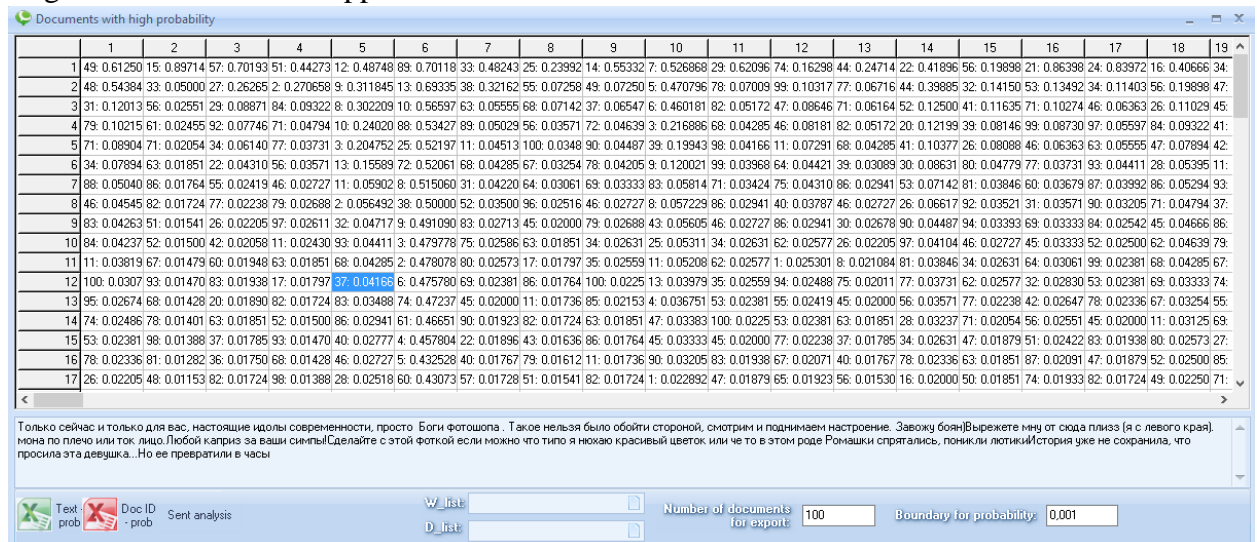 Documents with high probability
1 2 3 4 5 6 7 8 9 10 11 12 13 14 15 16 17 18 19
1 49: 0.61250 15: 0.89714 57: 0.70193 51: 0.44273 12: 0.48748 89: 0.70118 33: 0.48243 25: 0.23992 14: 0.55332 7: 0.526868 29: 0.62096 74: 0.16298 44: 0.24714 22: 0.41896 56: 0.19898 21: 0.86398 24: 0.83972 16: 0.40666 34:
2 48: 0.54384 33: 0.05000 27: 0.26265 2: 0.270658 9: 0.311845 13: 0.69335 38: 0.32162 55: 0.07258 49: 0.07250 5: 0.470796 78: 0.07009 99: 0.10317 77: 0.06716 44: 0.39885 32: 0.14150 53: 0.13492 34: 0.11403 56: 0.19898 47:
3 31: 0.12013 56: 0.02551 29: 0.08871 84: 0.09322 8: 0.302209 10: 0.56597 63: 0.05555 68: 0.07142 37: 0.06547 6: 0.460181 82: 0.05172 47: 0.08646 71: 0.06164 52: 0.12500 41: 0.11635 71: 0.10274 46: 0.06363 26: 0.11029 45:
4 79: 0.10215 61: 0.02455 92: 0.07746 71: 0.04794 10: 0.24020 88: 0.53427 89: 0.05029 56: 0.03571 72: 0.04639 3: 0.216886 68: 0.04285 46: 0.08181 82: 0.05172 20: 0.12199 39: 0.08146 99: 0.08730 97: 0.05597 84: 0.09322 41:
5 71: 0.08904 71: 0.02054 34: 0.06140 77: 0.03731 3: 0.204752 25: 0.52197 11: 0.04513 100: 0.0348 90: 0.04487 39: 0.19943 98: 0.04166 11: 0.07291 68: 0.04285 41: 0.10377 26: 0.08088 46: 0.06363 63: 0.05555 47: 0.07894 42:
6 34: 0.07894 63: 0.01851 22: 0.04310 56: 0.03571 13: 0.15589 72: 0.52061 68: 0.04285 67: 0.03254 78: 0.04205 9: 0.120021 99: 0.03968 64: 0.04421 39: 0.03089 30: 0.08631 80: 0.04779 77: 0.03731 93: 0.04411 28: 0.05395 11:
7 88: 0.05040 86: 0.01764 55: 0.02419 46: 0.02727 11: 0.05902 8: 0.515060 31: 0.04220 64: 0.03061 69: 0.03333 83: 0.05814 71: 0.03424 75: 0.04310 86: 0.02941 53: 0.07142 81: 0.03846 60: 0.03679 87: 0.03992 86: 0.05294 93:
8 46: 0.04545 82: 0.01724 77: 0.02238 79: 0.02688 2: 0.056492 38: 0.50000 52: 0.03500 96: 0.02516 46: 0.02727 8: 0.057229 86: 0.02941 40: 0.03787 46: 0.02727 26: 0.06617 92: 0.03521 31: 0.03571 90: 0.03205 71: 0.04794 37:
9 83: 0.04263 51: 0.01541 26: 0.02205 97: 0.02611 32: 0.04717 9: 0.491090 83: 0.02713 45: 0.02000 79: 0.02688 43: 0.05605 46: 0.02727 86: 0.02941 30: 0.02678 90: 0.04487 94: 0.03393 69: 0.03333 84: 0.02542 45: 0.04666 86:
10 84: 0.04237 52: 0.01500 42: 0.02058 11: 0.02430 93: 0.04411 3: 0.479778 75: 0.02586 63: 0.01851 34: 0.02631 25: 0.05311 34: 0.02631 62: 0.02577 26: 0.02205 97: 0.04104 46: 0.02727 45: 0.03333 52: 0.02500 62: 0.04639 79:
11 11: 0.03819 67: 0.01479 60: 0.01948 63: 0.01851 68: 0.04285 2: 0.478078 80: 0.02573 17: 0.01797 35: 0.02559 11: 0.05208 62: 0.02577 1: 0.025301 8: 0.021084 81: 0.03846 34: 0.02631 64: 0.03061 99: 0.02381 68: 0.04285 67:
12 100: 0.0307 93: 0.01470 83: 0.01938 17: 0.01797 37: 0.04166 6: 0.475780 69: 0.02381 86: 0.01764 100: 0.0225 13: 0.03979 35: 0.02559 94: 0.02488 75: 0.02011 77: 0.03731 62: 0.02577 32: 0.02830 53: 0.02381 69: 0.03333 74:
13 95: 0.02674 68: 0.01428 20: 0.01890 82: 0.01724 83: 0.03488 74: 0.47237 45: 0.02000 11: 0.01736 85: 0.02153 4: 0.036751 53: 0.02381 55: 0.02419 45: 0.02000 56: 0.03571 77: 0.02238 42: 0.02647 78: 0.02336 67: 0.03254 55:
14 74: 0.02486 78: 0.01401 63: 0.01851 52: 0.01500 86: 0.02941 61: 0.46651 90: 0.01923 82: 0.01724 63: 0.01851 47: 0.03383 100: 0.0225 53: 0.02381 63: 0.01851 28: 0.03237 71: 0.02054 56: 0.02551 45: 0.02000 11: 0.03125 69:
15 53: 0.02381 98: 0.01388 37: 0.01785 93: 0.01470 40: 0.02777 4: 0.457804 22: 0.01896 43: 0.01636 86: 0.01764 45: 0.03333 45: 0.02000 77: 0.02238 37: 0.01785 34: 0.02631 47: 0.01879 51: 0.02422 83: 0.01938 80: 0.02573 27:
16 78: 0.02336 81: 0.01282 36: 0.01750 68: 0.01428 46: 0.02727 5: 0.432528 40: 0.01767 79: 0.01612 11: 0.01736 90: 0.03205 83: 0.01938 67: 0.02071 40: 0.01767 78: 0.02336 63: 0.01851 87: 0.02091 47: 0.01879 52: 0.02500 85:
17 26: 0.02205 48: 0.01153 82: 0.01724 98: 0.01388 28: 0.02518 60: 0.43073 57: 0.01728 51: 0.01541 82: 0.01724 1: 0.022892 47: 0.01879 65: 0.01923 56: 0.01530 16: 0.02000 50: 0.01851 74: 0.01933 82: 0.01724 49: 0.02250 71:
Только сейчас и только для вас, настоящие идолы современности, просто Боги Фотошопа . Такое нельзя было обойти стороной, смотрим и поднимаем настроение. Завожу боян)Вырежете мну от сюда плизз (я с левого края).
мона по плечо или ток лицо.Любой каприз за ваши симпы!Сделайте с этой фоткой если можно что типо я нюхаю красивый цветок или че то в этом роде Ромашки спрятались, поникли лютикиИстория уже не сохранила, что
просила эта девушка...Но ее превратили в часы
Text - prob
Doc ID - prob
Sent analysis
W_list:
D_list:
Number of documents for export: 100
Boundary for probability: 0,001